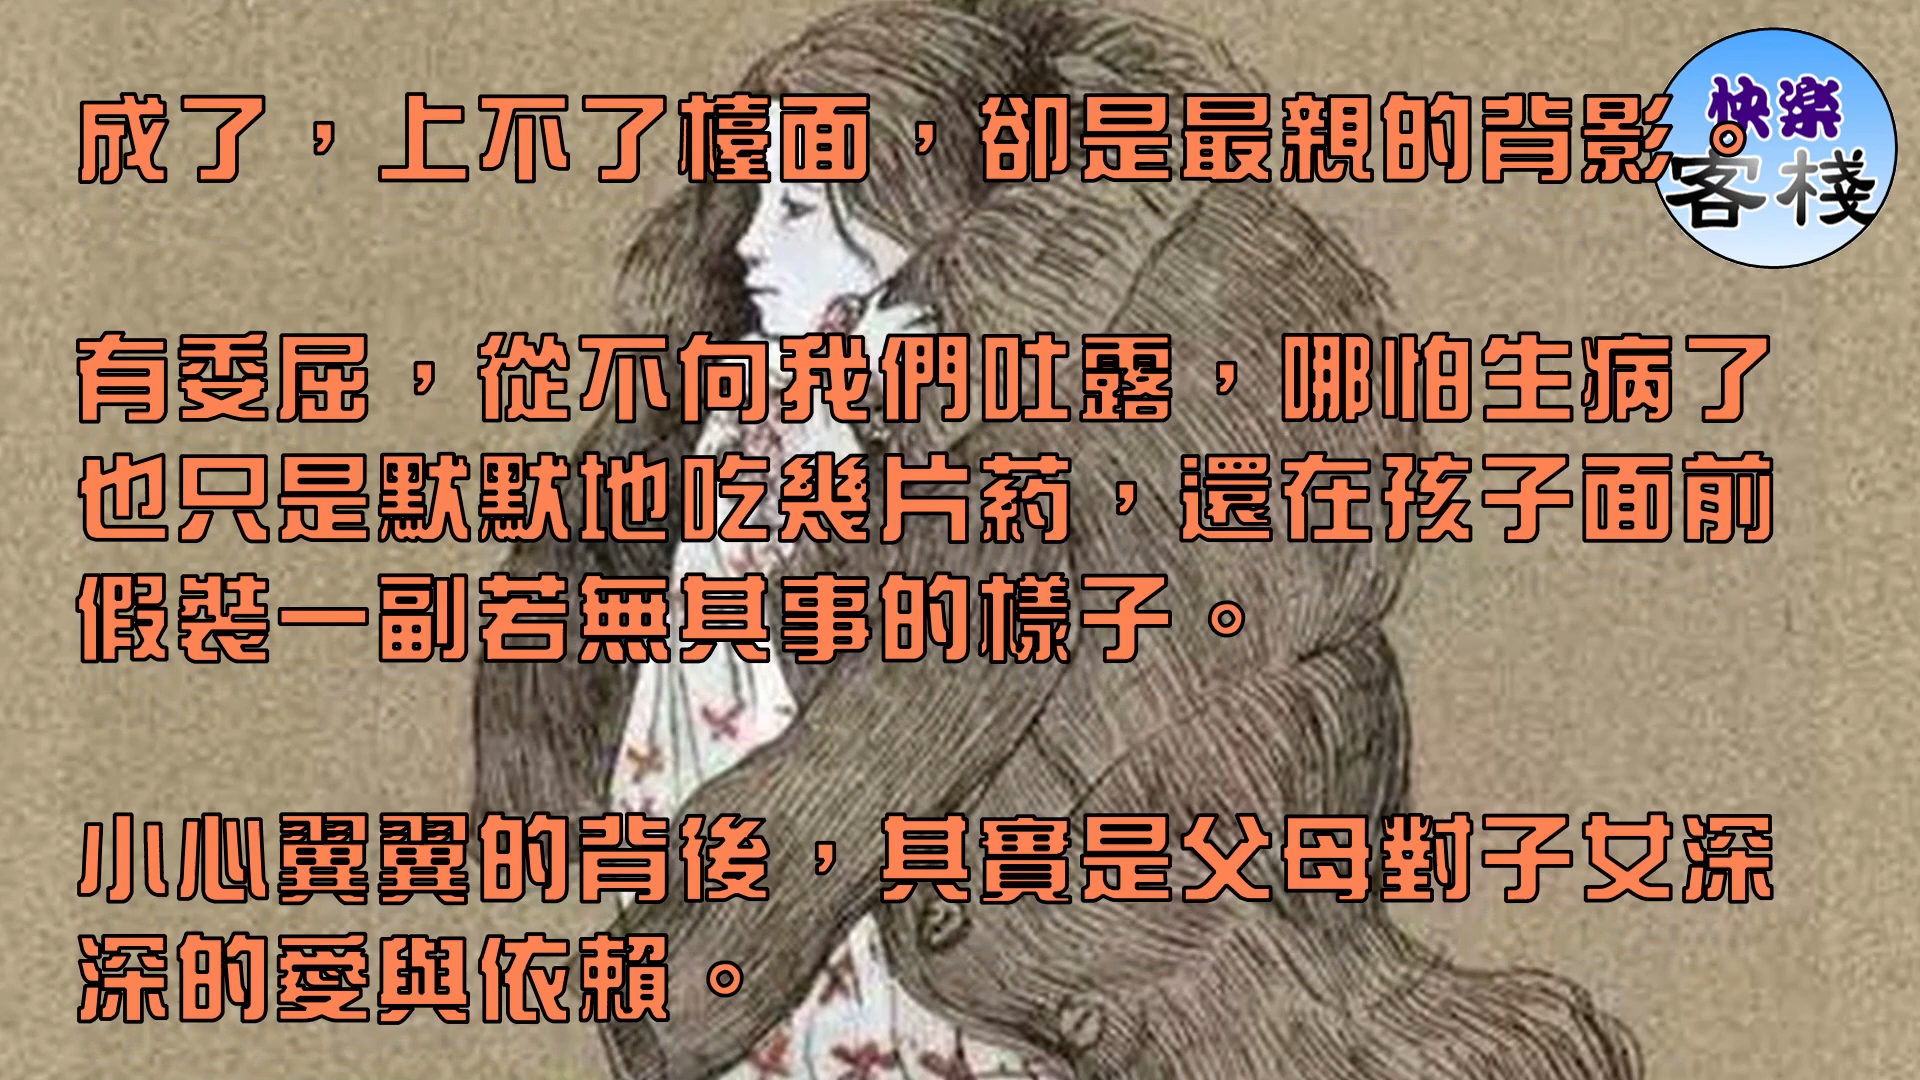 快樂
客棧
成了，上不了檯面，卻是最親的背影。
有委屈，從不向我們吐露，哪怕生病了
也只是默默地吃幾片葯，還在孩子面前
假裝一副若無其事的樣子。
小心翼翼的背後，其實是父母對子女深
深的愛與依賴。